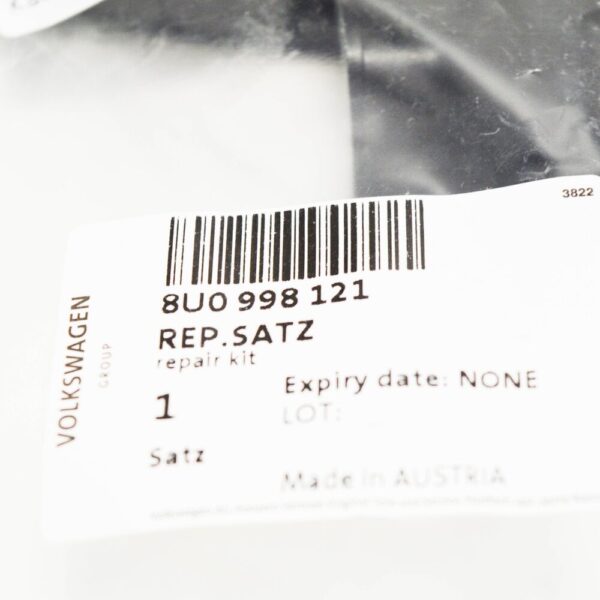 3822
8U0 998 121
REP.SATZ
repair kit
1
Expiry date: NONE
LOT:
Satz
Made in AUSTRIA
VOLKSWAGEN
GROUP